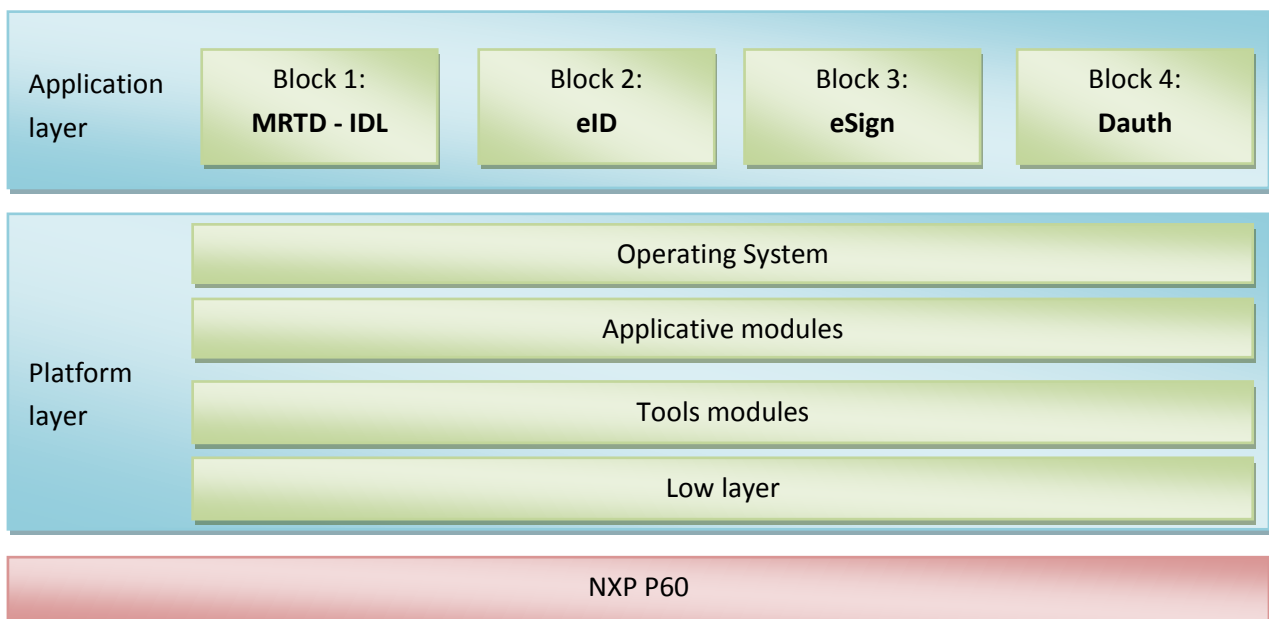 Application
layer
Block 1:
MRTD - IDL
Block 2:
eID
Block 3:
eSign
Block 4:
Dauth
Platform
layer
Operating System
Applicative modules
Tools modules
Low layer
NXP P60